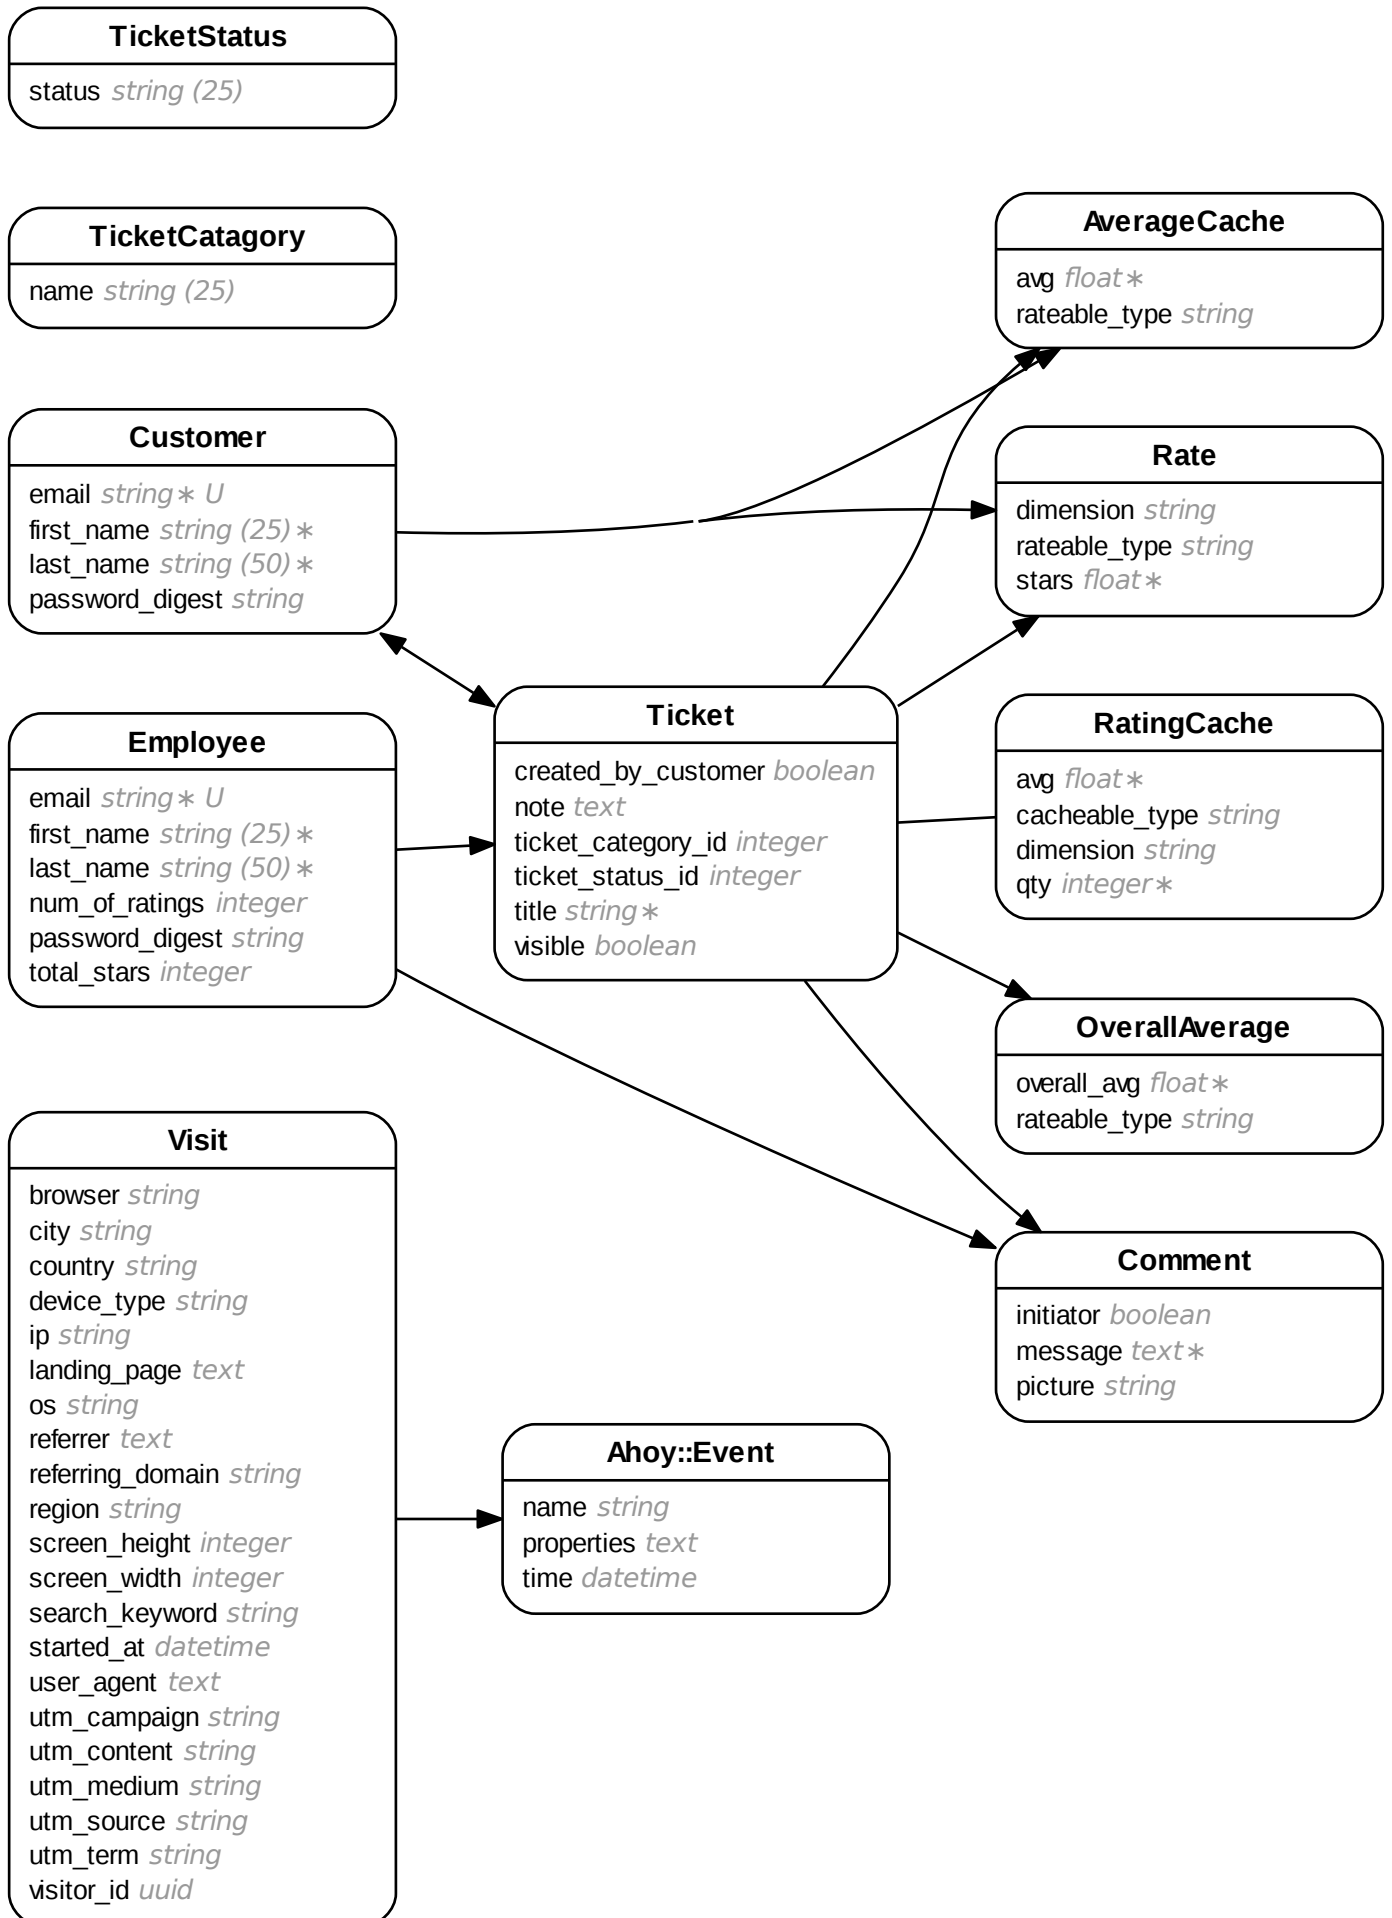 TicketStatus
status string (25)
TicketCatagory
name string (25)
Customer
email string∗ U
first_name string (25)∗
last_name string (50)∗
password_digest string
Employee
email string∗ U
first_name string (25)∗
last_name string (50)∗
num_of_ratings integer
password_digest string
total_stars integer
Visit
browser string
city string
country string
device_type string
ip string
landing_page text
os string
referrer text
referring_domain string
region string
screen_height integer
screen_width integer
search_keyword string
started_at datetime
user_agent text
utm_campaign string
utm_content string
utm_medium string
utm_source string
utm_term string
visitor_id uuid
Ticket
created_by_customer boolean
note text
ticket_category_id integer
ticket_status_id integer
title string∗
visible boolean
Ahoy::Event
name string
properties text
time datetime
AverageCache
avg float∗
rateable_type string
Rate
dimension string
rateable_type string
stars float∗
RatingCache
avg float∗
cacheable_type string
dimension string
qty integer∗
OverallAverage
overall_avg float∗
rateable_type string
Comment
initiator boolean
message text∗
picture string